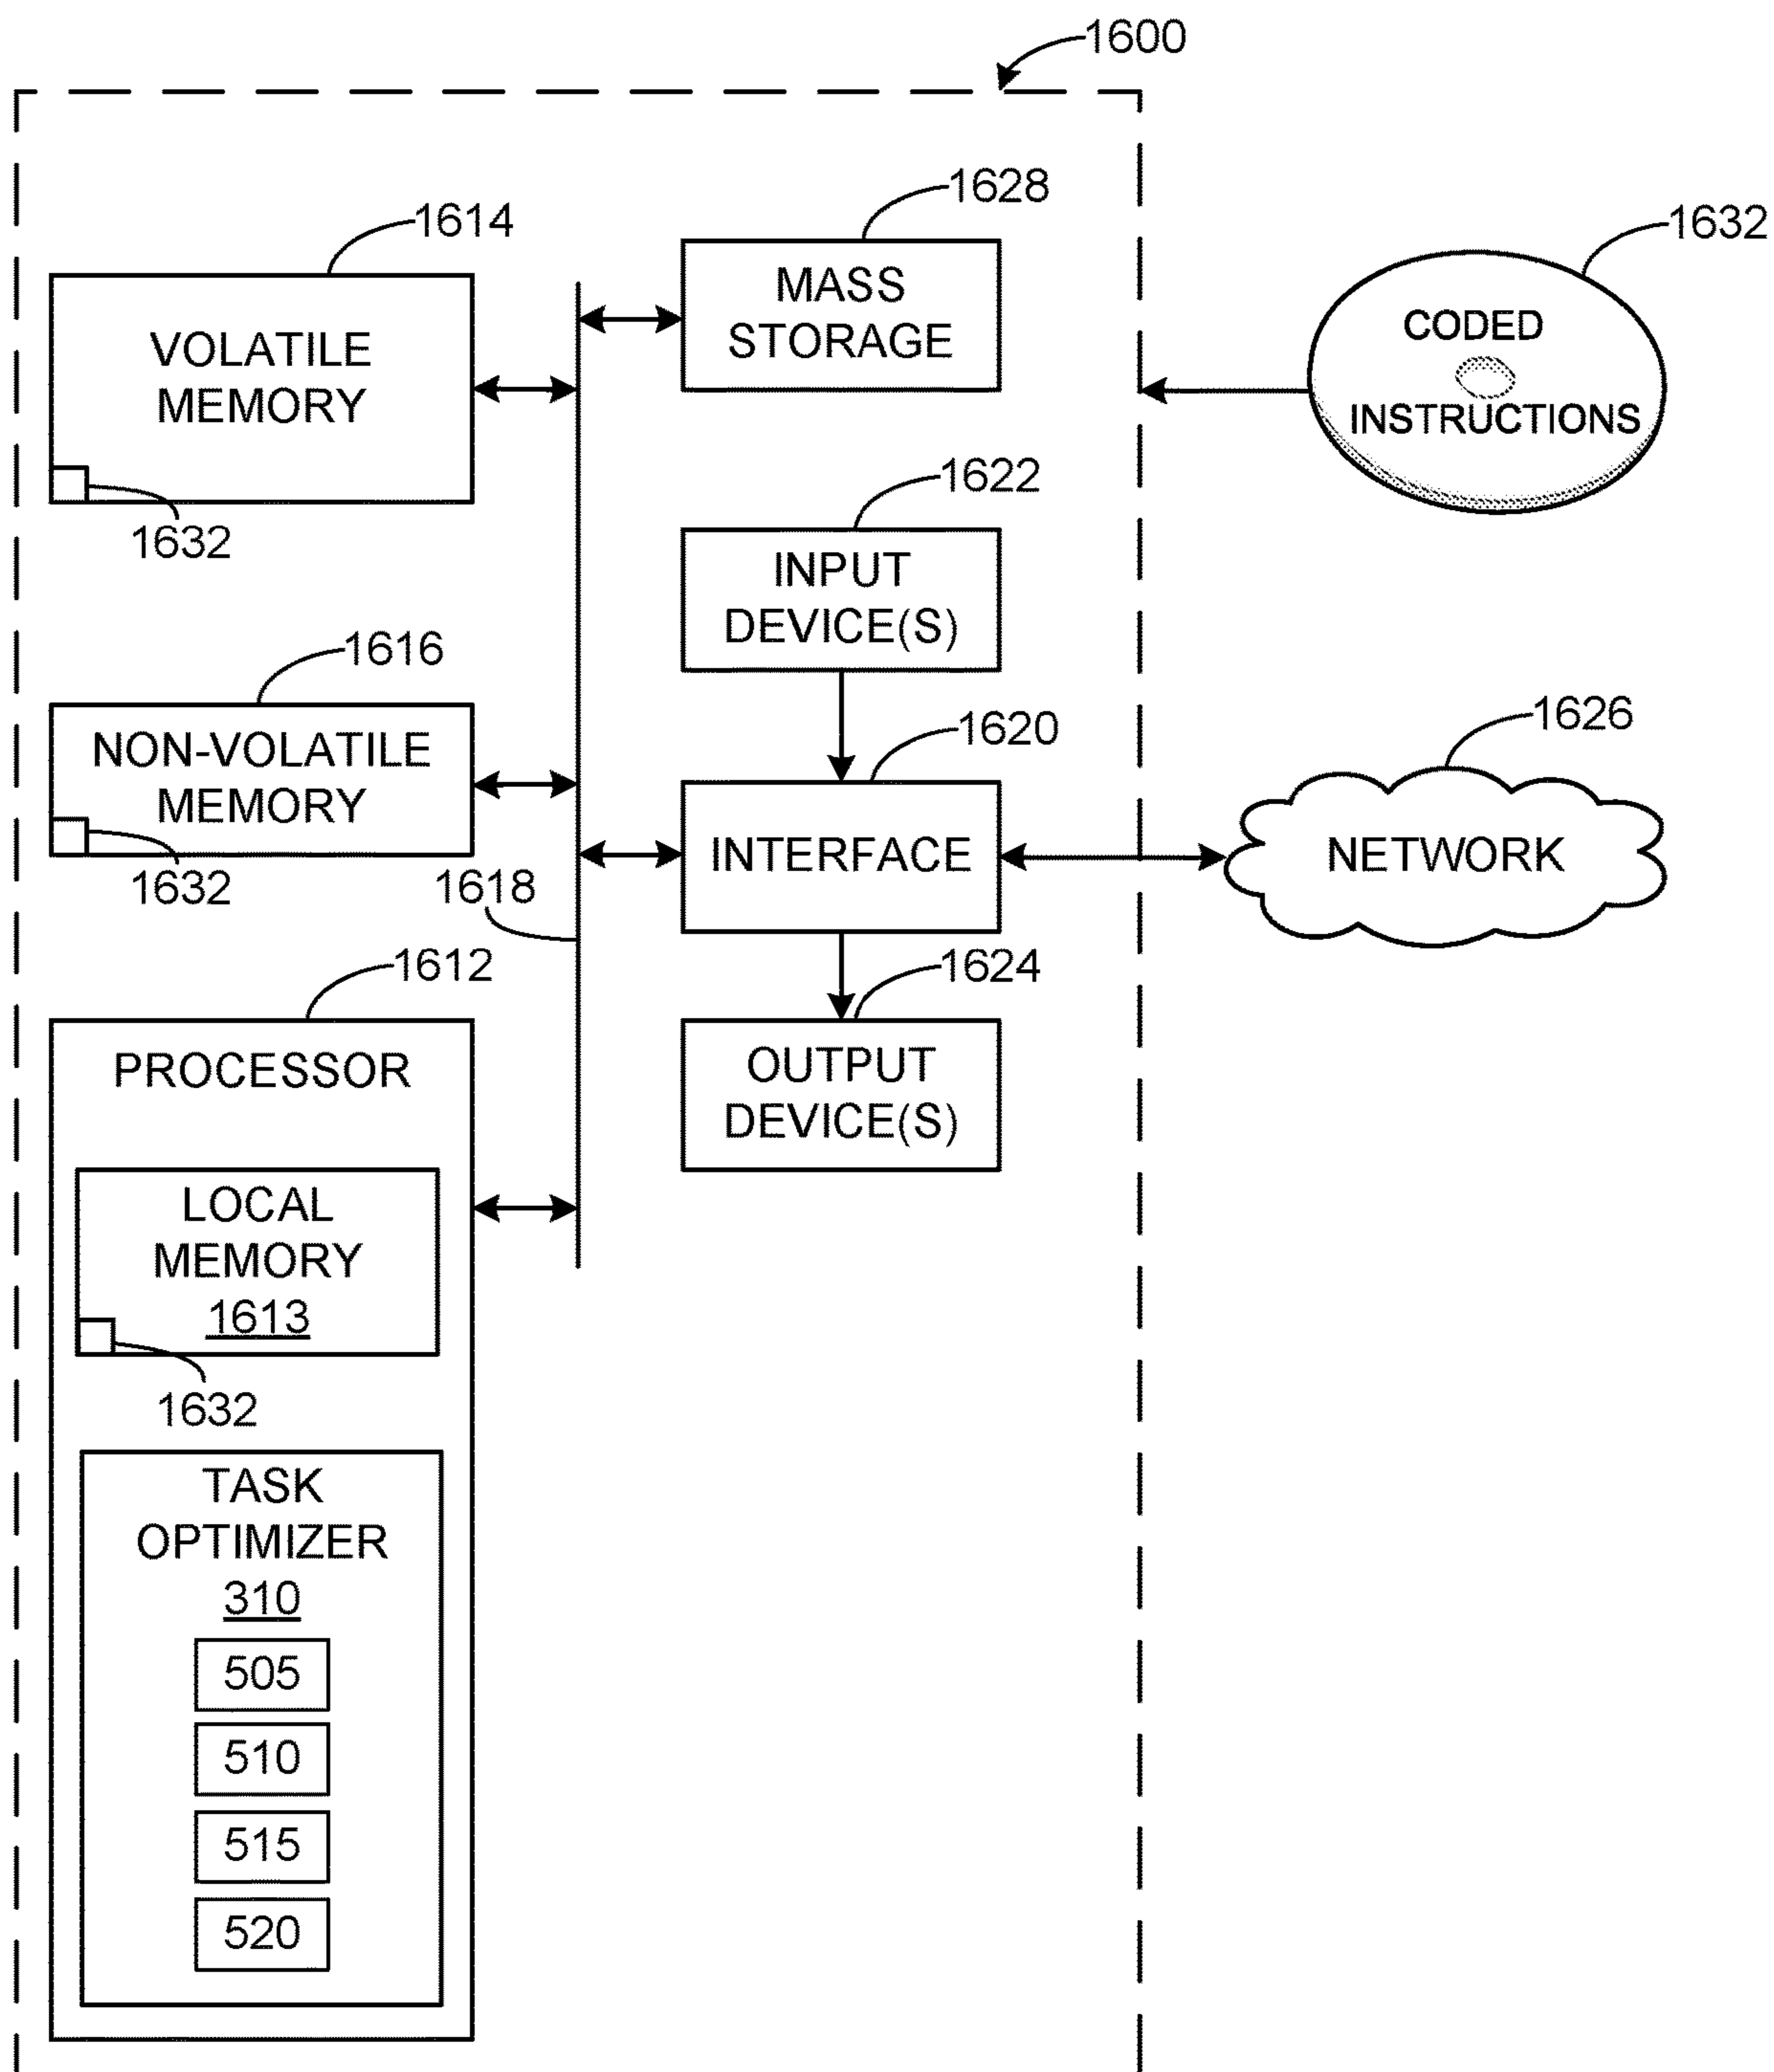 1600
1614
VOLATILE
MEMORY
1632
1628
MASS
STORAGE
1632
CODED
INSTRUCTIONS
1622
INPUT
DEVICE(S)
1616
NON-VOLATILE
MEMORY
1632
1618
1620
INTERFACE
1626
NETWORK
1612
PROCESSOR
1624
OUTPUT
DEVICE(S)
LOCAL
MEMORY
1613
1632
TASK
OPTIMIZER
310
505
510
515
520